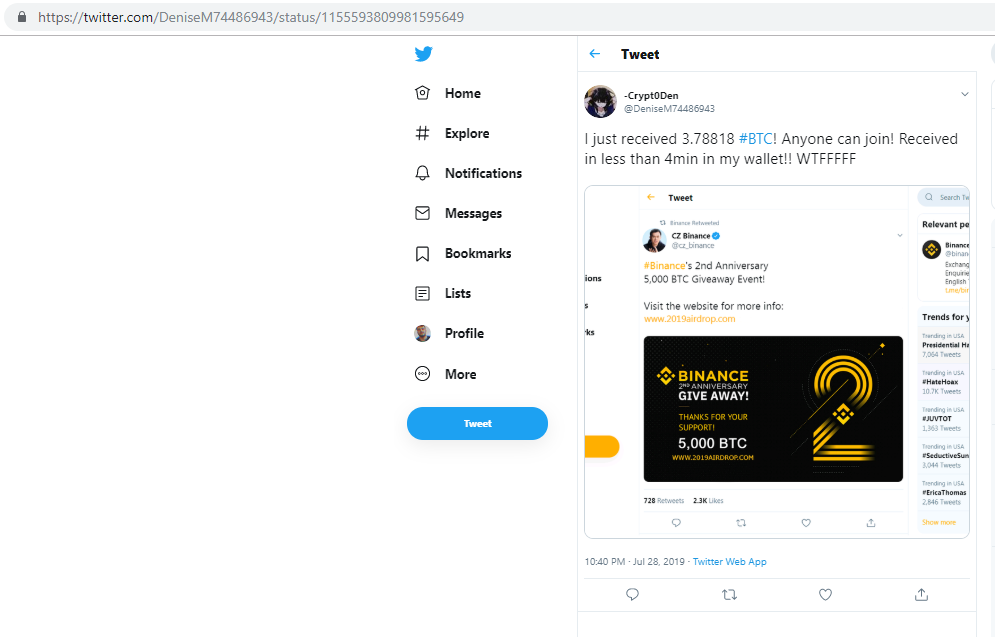 https://twitter.com/DeniseM74486943/status/1155593809981595649
Home
Explore
Notifications
Messages
Bookmarks
Lists
Profile
More
Tweet
Tweet
-Crypt0Den
@DeniseM74486943
I just received 3.78818 #BTC! Anyone can join! Received
in less than 4min in my wallet!! WTFFFFF
Tweet
Binance Retweeted
CZ Binance
@cz_binance
#Binance's 2nd Anniversary
5,000 BTC Giveaway Event!
Visit the website for more info:
www.2019airdrop.com
BINANCE
2ND ANNIVERSARY
GIVE AWAY!
THANKS FOR YOUR
SUPPORT!
5,000 BTC
WWW.2019AIRDROP.COM
2
728 Retweets 2.3K Likes
ions
s
ks
Search Tw
Relevant pe
Binance
@binan
Exchang
Enquirie
English
t.me/bin
Trends for y
Trending in USA
Presidential Ha
7,064 Tweets
Trending in USA
#HateHoax
10.7K Tweets
Trending in USA
#JUVTOT
1,363 Tweets
Trending in USA
#SeductiveSun
3,044 Tweets
Trending in USA
#EricaThomas
2,846 Tweets
Show more
10:40 PM · Jul 28, 2019 · Twitter Web App